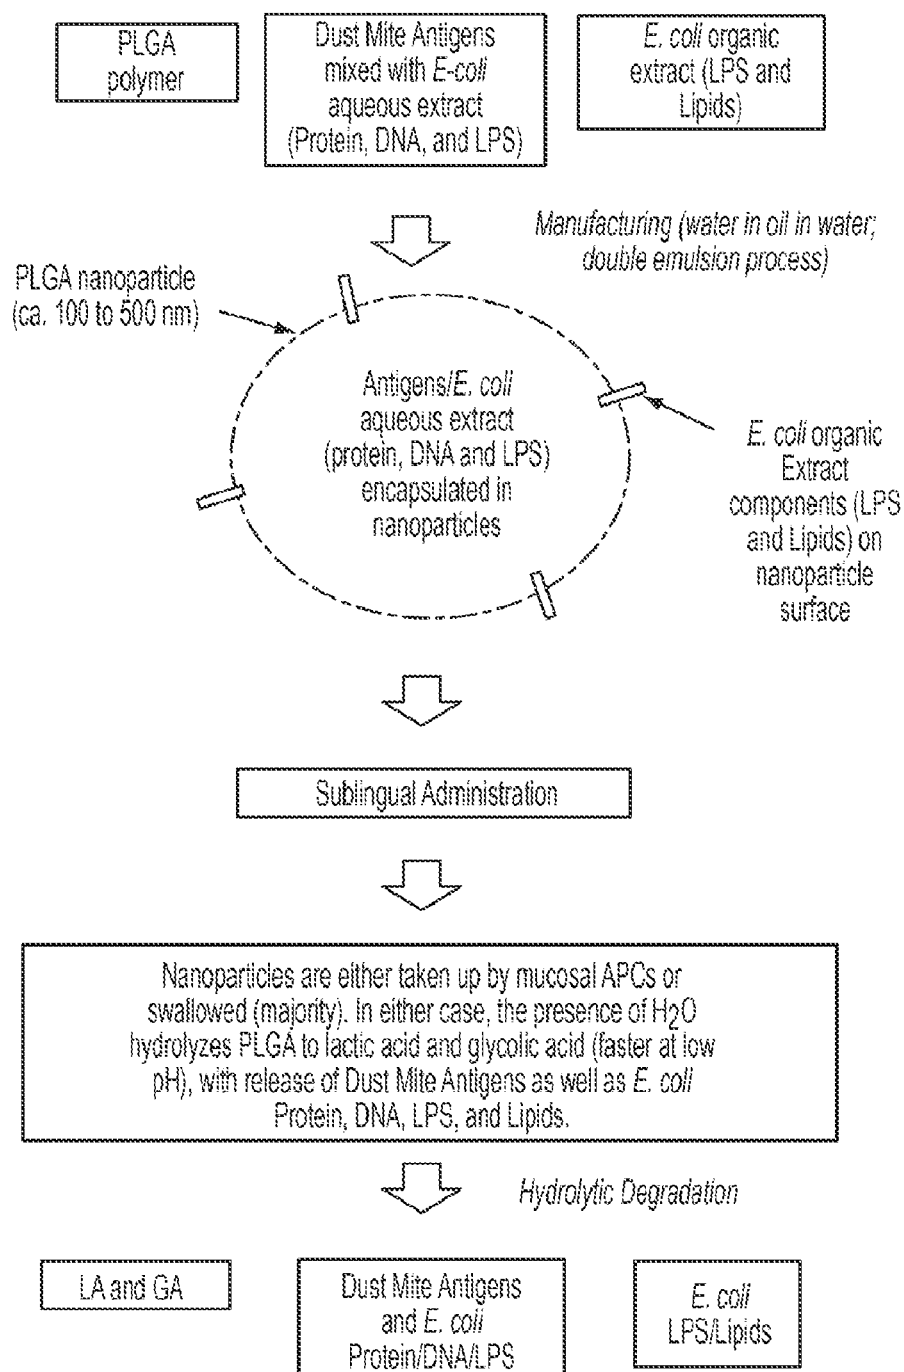 PLGA
polymer
Dust Mite Antigens
mixed with E-coli
aqueous extract
(Protein, DNA, and LPS)
E. coli organic
extract (LPS and
Lipids)
Manufacturing (water in oil in water;
double emulsion process)
PLGA nanoparticle
(ca. 100 to 500 nm)
Antigens/E. coli
aqueous extract
(protein, DNA and LPS)
encapsulated in
nanoparticles
E. coli organic
Extract
components (LPS
and Lipids) on
nanoparticle
surface
Sublingual Administration
Nanoparticles are either taken up by mucosal APCs or
swallowed (majority). In either case, the presence of H2O
hydrolyzes PLGA to lactic acid and glycolic acid (faster at low
pH), with release of Dust Mite Antigens as well as E. coli
Protein, DNA, LPS, and Lipids.
Hydrolytic Degradation
LA and GA
Dust Mite Antigens
and E. coli
Protein/DNA/LPS
E. coli
LPS/Lipids